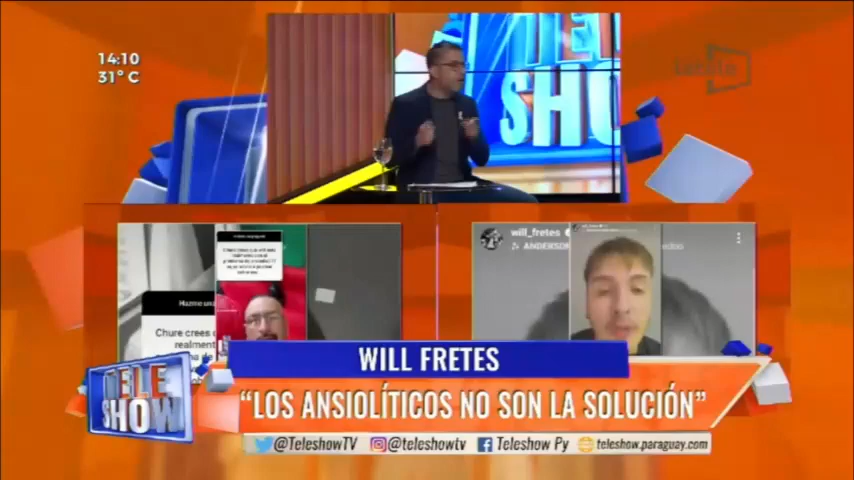 14:10
31° C
TELE
SHO
will_fretes
ANDERSON
Hazme una
Chure crees
realment
WILL FRETES
TELE
SHOW
“LOS ANSIOLÍTICOS NO SON LA SOLUCIÓN”
@TeleshowTV @teleshowtv Teleshow Py teleshow.paraguay.com